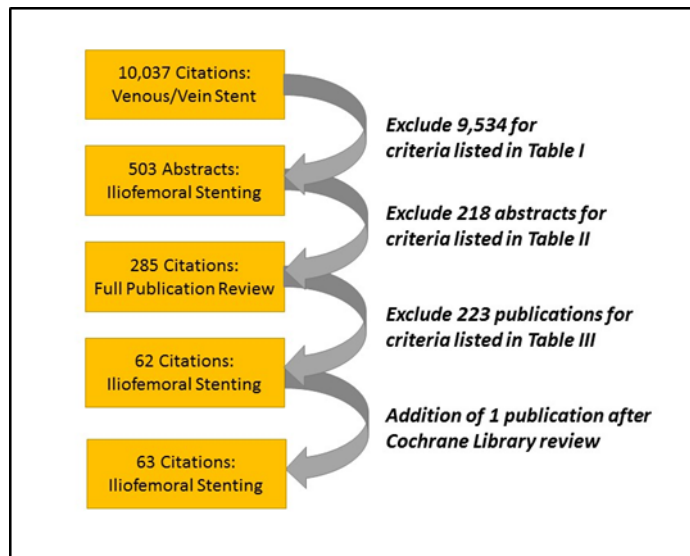 10,037 Citations:
Venous/Vein Stent
Exclude 9,534 for
criteria listed in Table I
503 Abstracts:
Iliofemoral Stenting
Exclude 218 abstracts for
criteria listed in Table II
285 Citations:
Full Publication Review
Exclude 223 publications for
criteria listed in Table III
62 Citations:
Iliofemoral Stenting
Addition of 1 publication after
Cochrane Library review
63 Citations:
Iliofemoral Stenting